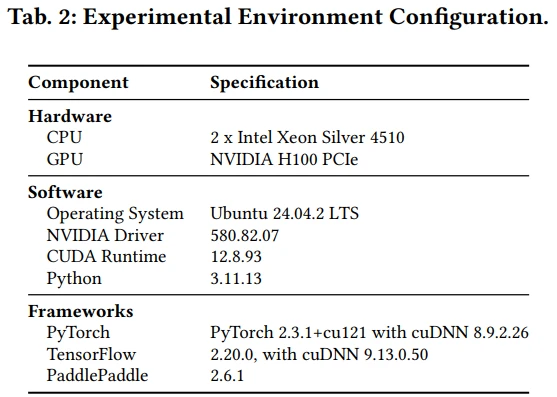 Tab. 2: Experimental Environment Configuration.
Component Specification
Hardware
CPU 2 x Intel Xeon Silver 4510
GPU NVIDIA H100 PCIe
Software
Operating System Ubuntu 24.04.2 LTS
NVIDIA Driver 580.82.07
CUDA Runtime 12.8.93
Python 3.11.13
Frameworks
PyTorch PyTorch 2.3.1+cu121 with cuDNN 8.9.2.26
TensorFlow 2.20.0, with cuDNN 9.13.0.50
PaddlePaddle 2.6.1